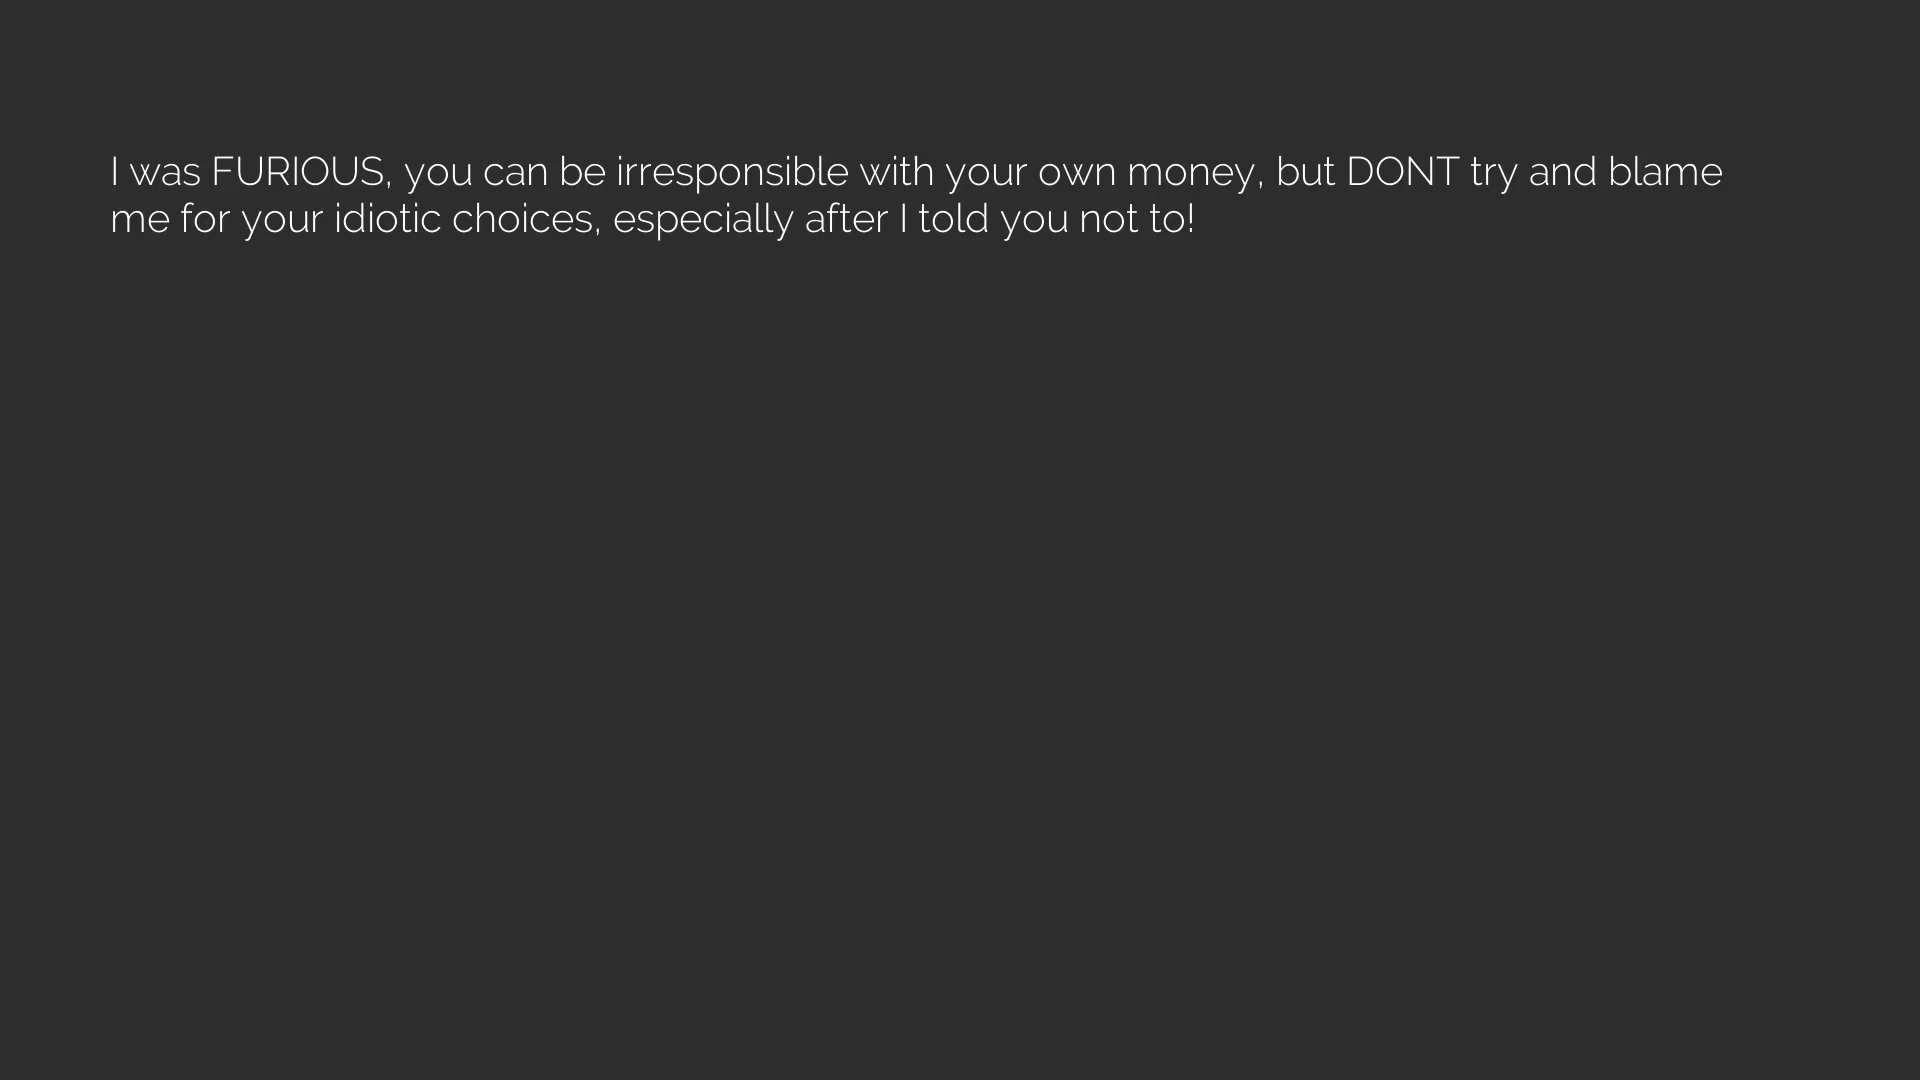 I was FURIOUS, you can be irresponsible with your own money, but DONT try and blame
me for your idiotic choices, especially after I told you not to!